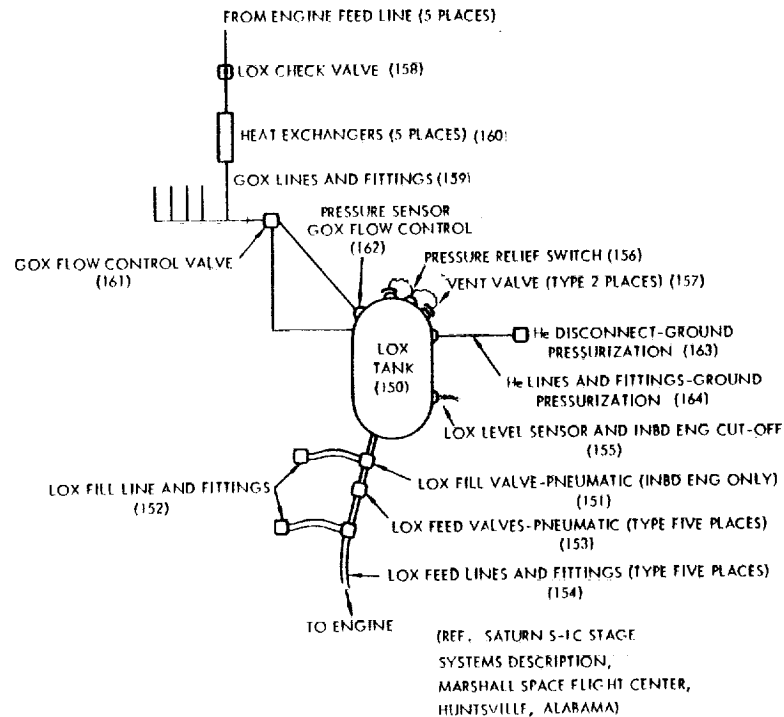 FROM ENGINE FEED LINE (5 PLACES)
LOX CHECK VALVE (158)
HEAT EXCHANGERS (5 PLACES) (160)
GOX LINES AND FITTINGS (159)
PRESSURE SENSOR
GOX FLOW CONTROL
(162)
GOX FLOW CONTROL VALVE
(161)
PRESSURE RELIEF SWITCH (156)
VENT VALVE (TYPE 2 PLACES) (157)
He DISCONNECT-GROUND
PRESSURIZATION (163)
LOX
TANK
(150)
He LINES AND FITTINGS-GROUND
PRESSURIZATION (164)
LOX LEVEL SENSOR AND INBD ENG CUT-OFF
(155)
LOX FILL LINE AND FITTINGS
(152)
LOX FILL VALVE-PNEUMATIC (INBD ENG ONLY)
(151)
LOX FEED VALVES-PNEUMATIC (TYPE FIVE PLACES)
(153)
LOX FEED LINES AND FITTINGS (TYPE FIVE PLACES)
(154)
TO ENGINE
(REF. SATURN S-IC STAGE
SYSTEMS DESCRIPTION,
MARSHALL SPACE FLIGHT CENTER,
HUNTSVILLE, ALABAMA)